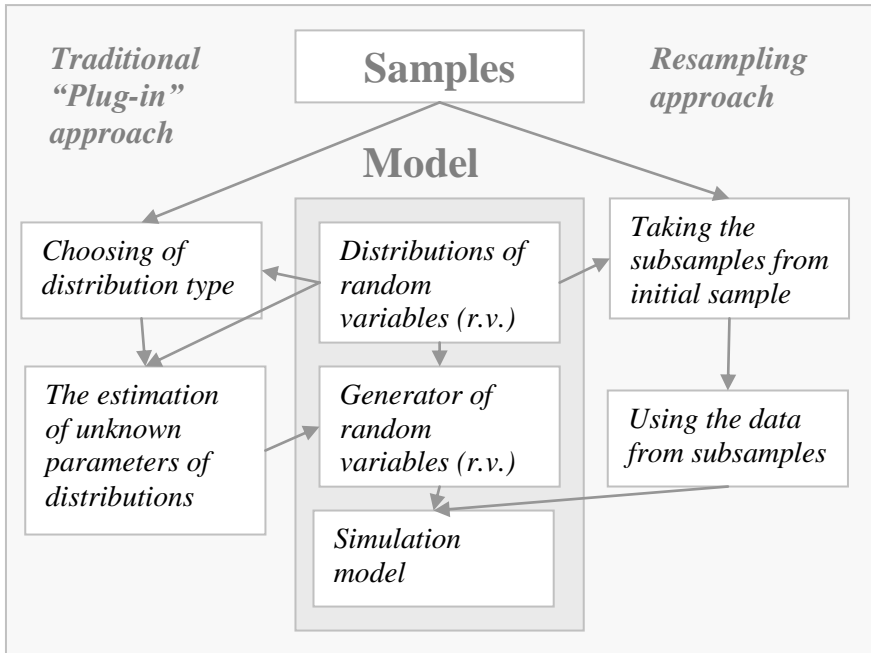 Traditional
“Plug-in”
approach
Samples
Resampling
approach
Model
Choosing of
distribution type
Distributions of
random
variables (r.v.)
Taking the
subsamples from
initial sample
The estimation
of unknown
parameters of
distributions
Generator of
random
variables (r.v.)
Using the data
from subsamples
Simulation
model